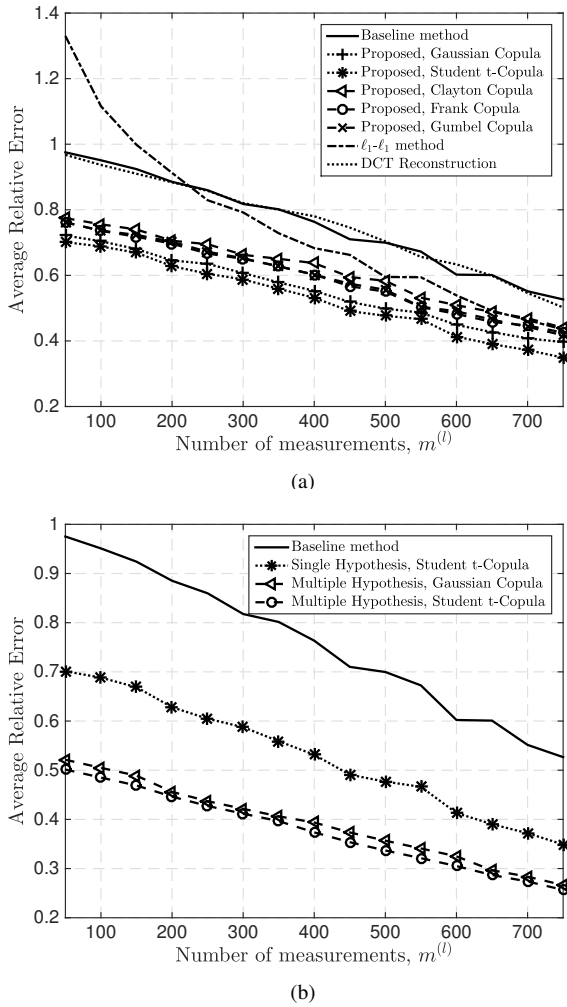 1.4
1.2
1
0.8
0.6
0.4
0.2
Average Relative Error
Baseline method
Proposed, Gaussian Copula
Proposed, Student t-Copula
Proposed, Clayton Copula
Proposed, Frank Copula
Proposed, Gumbel Copula
ℓ₁-ℓ₁ method
DCT Reconstruction
100 200 300 400 500 600 700
Number of measurements, m⁽ˡ⁾
(a)
1
0.9
0.8
0.7
0.6
0.5
0.4
0.3
0.2
Average Relative Error
Baseline method
Single Hypothesis, Student t-Copula
Multiple Hypothesis, Gaussian Copula
Multiple Hypothesis, Student t-Copula
100 200 300 400 500 600 700
Number of measurements, m⁽ˡ⁾
(b)